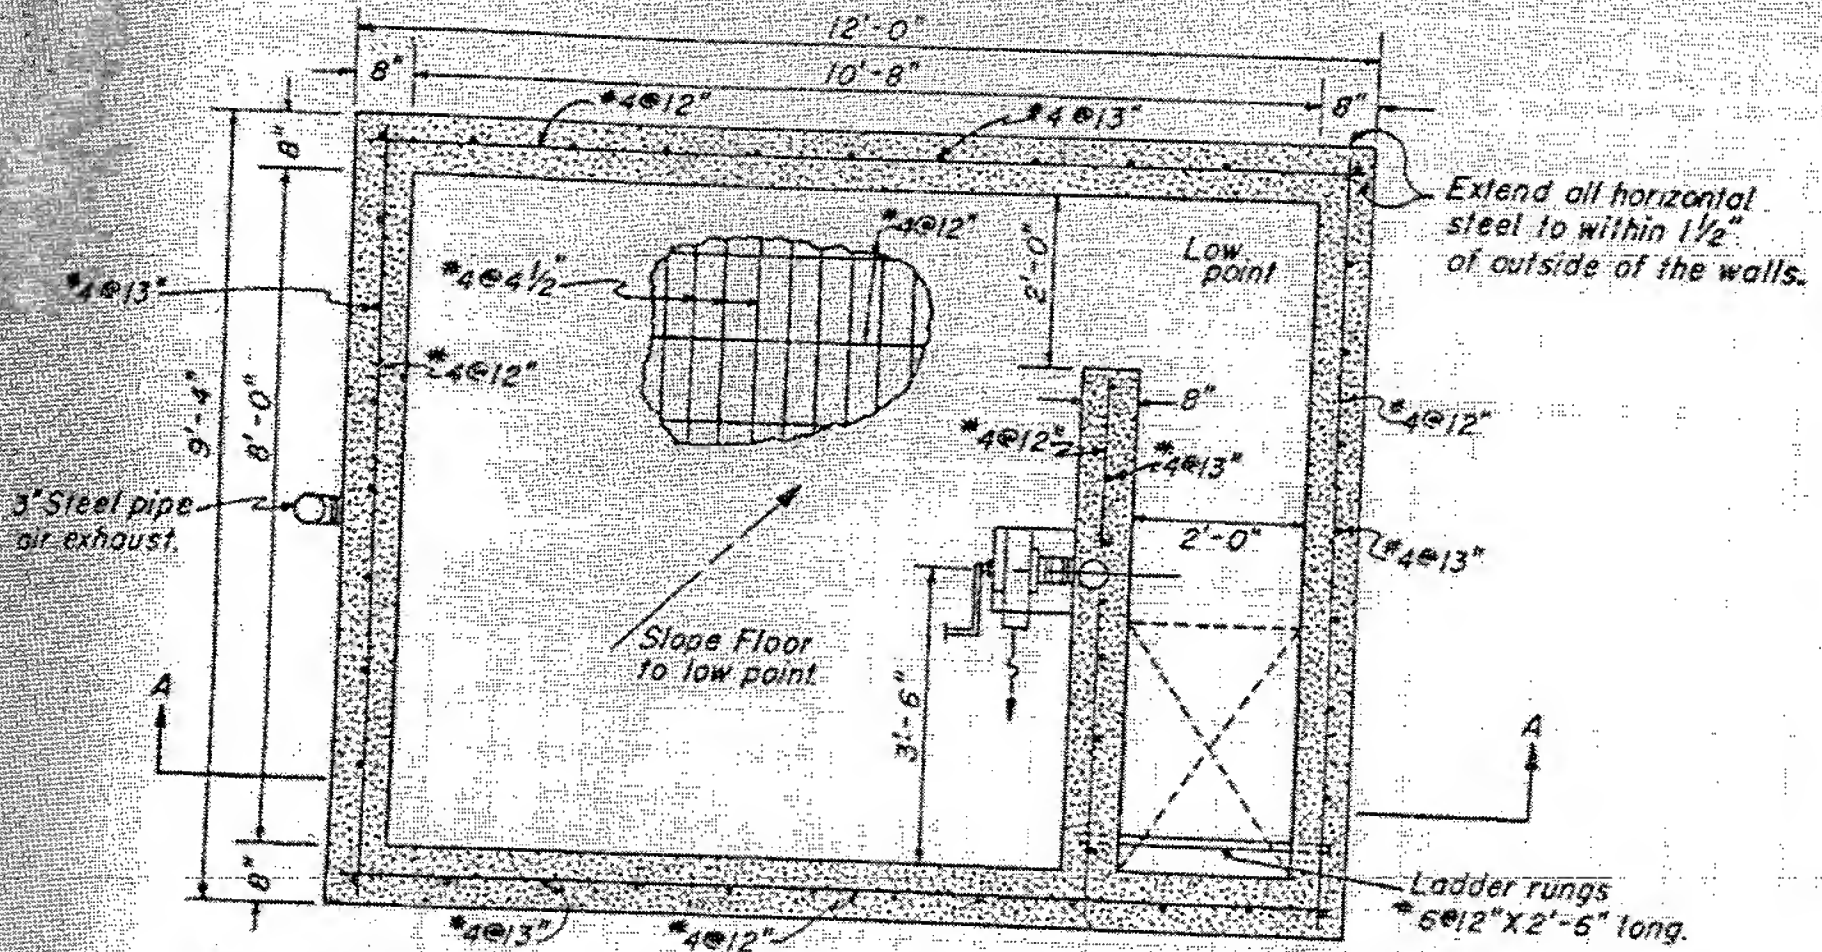 12'-0"
8"
10'-8"
8"
#4@12"
#4@13"
8"
Extend all horizontal
steel to within 1½"
of outside of the walls.
#4@12"
2'-0"
Low
point
#4@4½"
#4@13"
#4@12"
9'-4"
8'-0"
8"
#4@12"
#4@12"
#4@13"
3" Steel pipe
air exhaust.
2'-0"
#4@13"
Slope Floor
to low point
3'-6"
A
A
8"
Ladder rungs
#6@12"X2'-6" long.
#4@13"
#4@12"